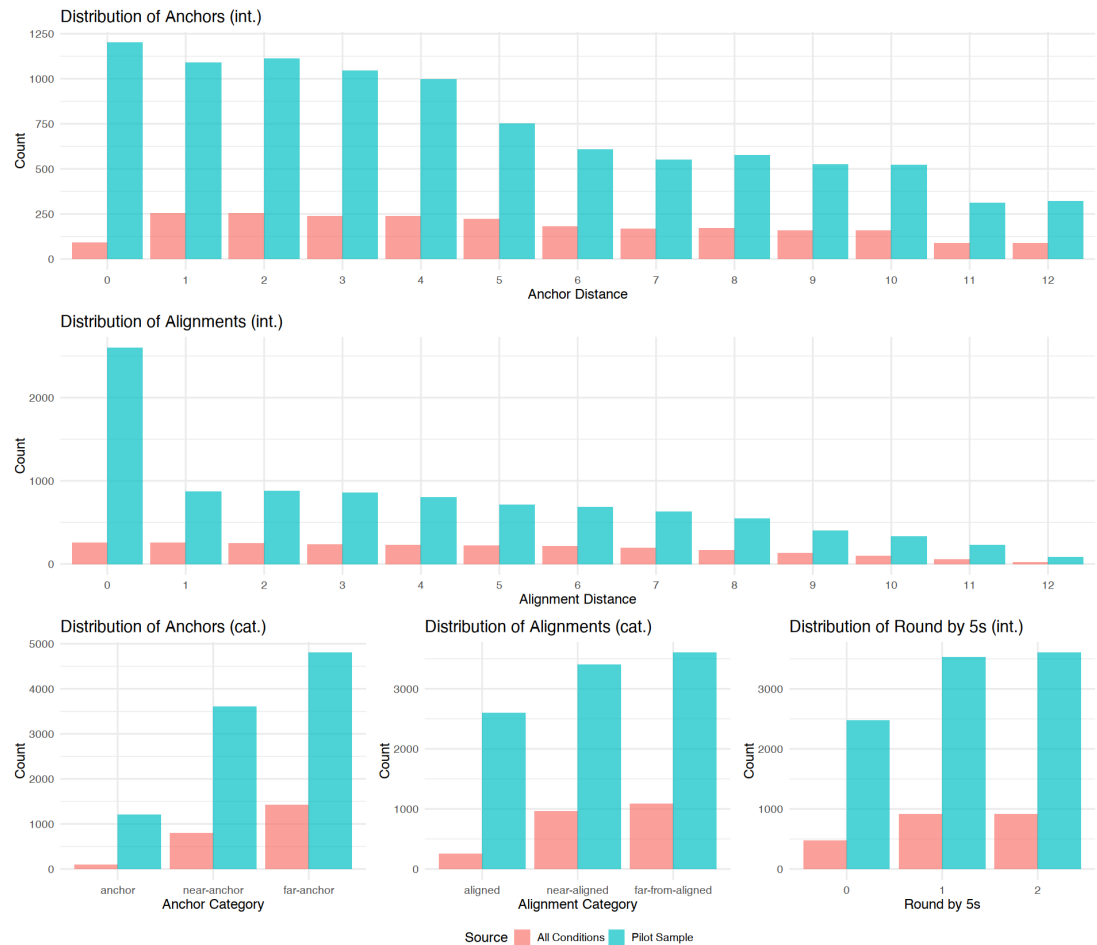 Distribution of Anchors (int.)
1250
1000
750
500
250
0
Count
0 1 2 3 4 5 6 7 8 9 10 11 12
Anchor Distance
Distribution of Alignments (int.)
2000
1000
0
Count
0 1 2 3 4 5 6 7 8 9 10 11 12
Alignment Distance
Distribution of Anchors (cat.)
5000
4000
3000
2000
1000
0
Count
anchor near-anchor far-anchor
Anchor Category
Distribution of Alignments (cat.)
3000
2000
1000
0
Count
aligned near-aligned far-from-aligned
Alignment Category
Distribution of Round by 5s (int.)
3000
2000
1000
0
Count
0 1 2
Round by 5s
Source All Conditions Pilot Sample